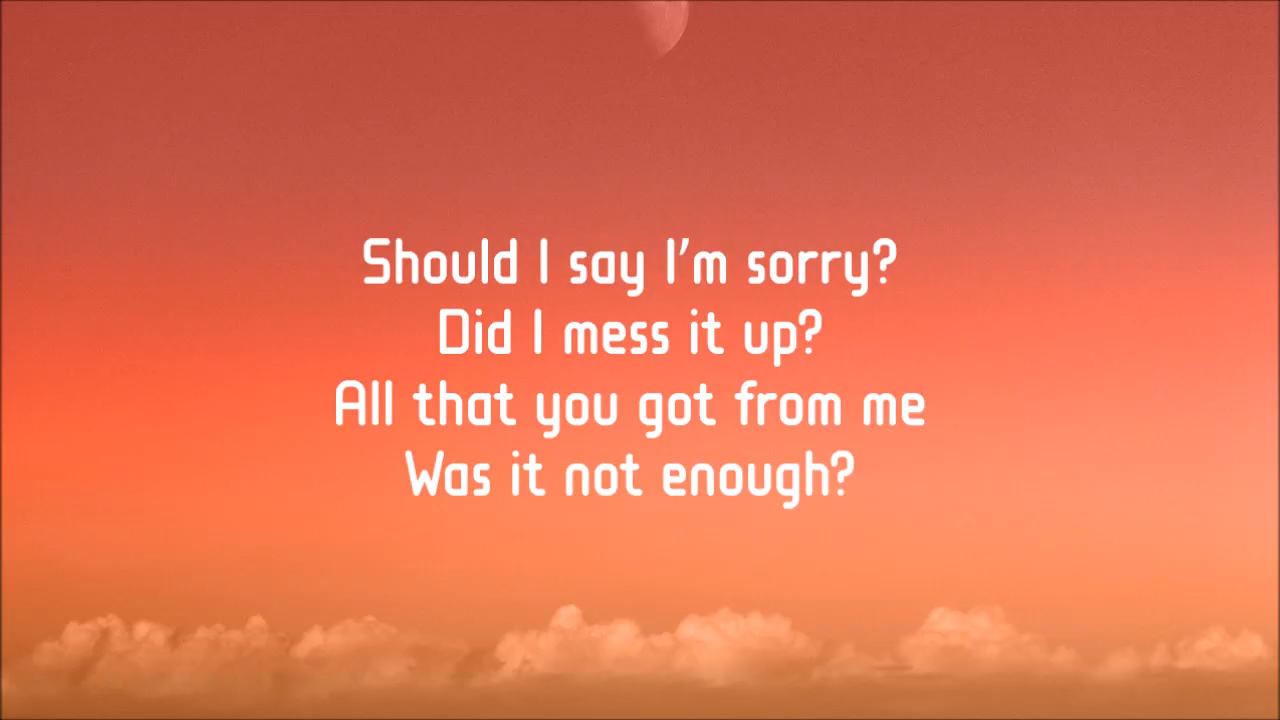 Should I say I'm sorry?
Did I mess it up?
All that you got from me
Was it not enough?